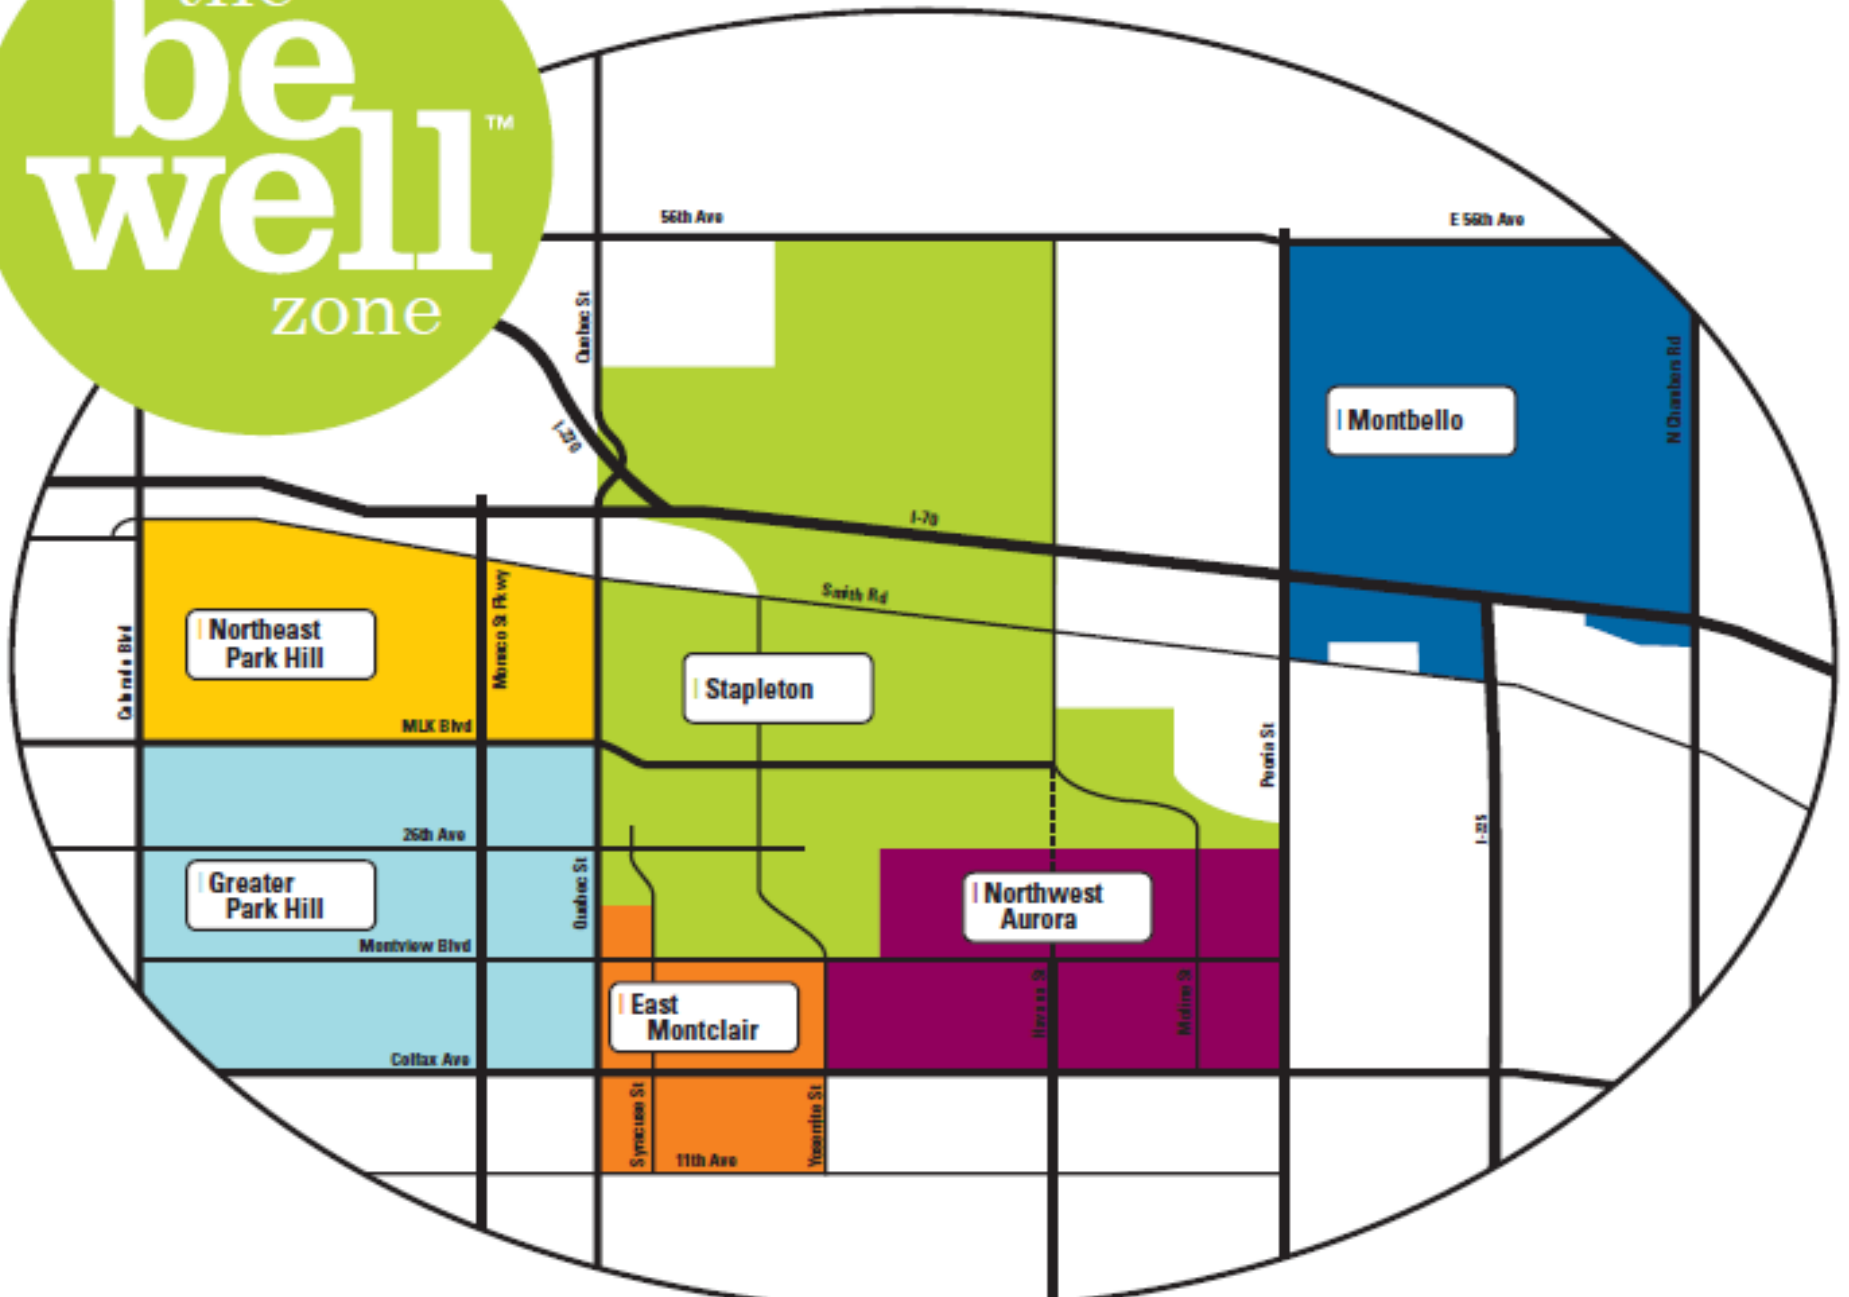 the
be
well™
zone
56th Ave
E 56th Ave
Quebec St
N Chambers Rd
I-270
Montbello
I-70
Smith Rd
Monaco St Pkwy
Northeast
Park Hill
Colorado Blvd
Stapleton
MLK Blvd
Peoria St
26th Ave
I-225
Greater
Park Hill
Quebec St
Northwest
Aurora
Montview Blvd
East
Montclair
Havana St
Moline St
Colfax Ave
Syracuse St
Yosemite St
11th Ave